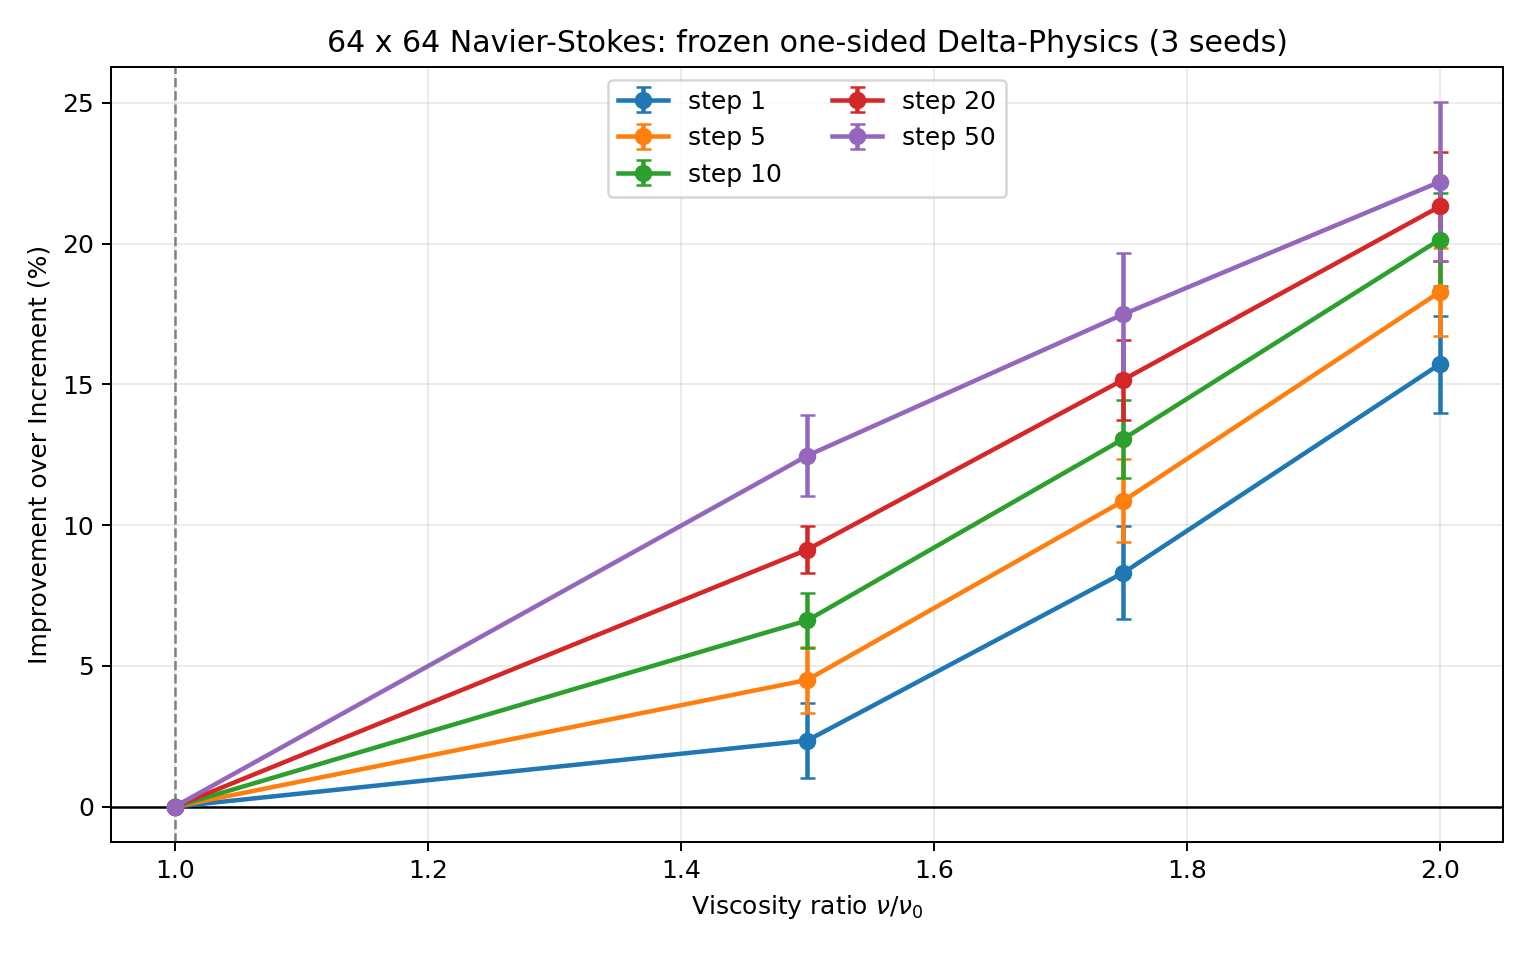 64 x 64 Navier-Stokes: frozen one-sided Delta-Physics (3 seeds)
step 1
step 5
step 10
step 20
step 50
Improvement over Increment (%)
25
20
15
10
5
0
1.0
1.2
1.4
1.6
1.8
2.0
Viscosity ratio ν/ν₀